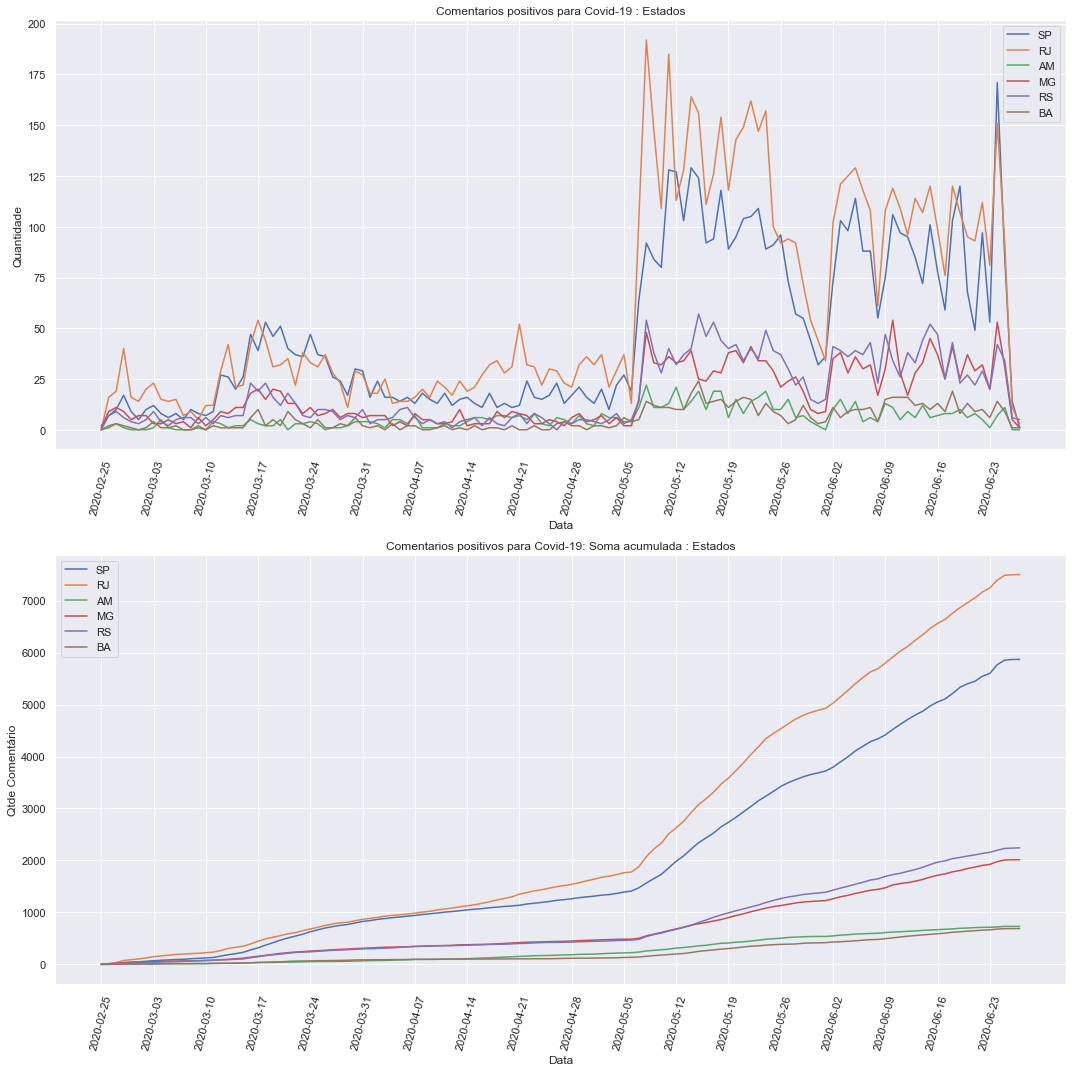 Comentarios positivos para Covid-19 : Estados
200
175
150
125
100
75
50
25
0
Quantidade
SP
RJ
AM
MG
RS
BA
2020-02-25
2020-03-03
2020-03-10
2020-03-17
2020-03-24
2020-03-31
2020-04-07
2020-04-14
2020-04-21
2020-04-28
2020-05-05
2020-05-12
2020-05-19
2020-05-26
2020-06-02
2020-06-09
2020-06-16
2020-06-23
Data
Comentarios positivos para Covid-19: Soma acumulada : Estados
7000
6000
5000
4000
3000
2000
1000
0
Qtde Comentário
SP
RJ
AM
MG
RS
BA
2020-02-25
2020-03-03
2020-03-10
2020-03-17
2020-03-24
2020-03-31
2020-04-07
2020-04-14
2020-04-21
2020-04-28
2020-05-05
2020-05-12
2020-05-19
2020-05-26
2020-06-02
2020-06-09
2020-06-16
2020-06-23
Data